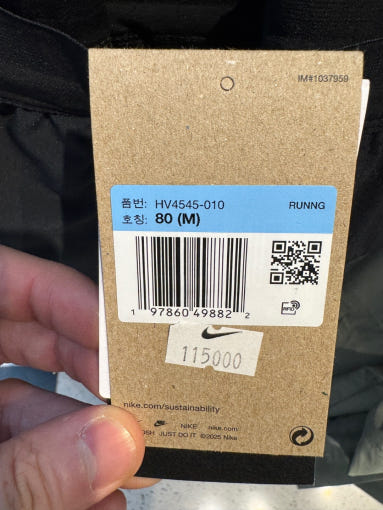 IM#1037959
품번: HV4545-010 RUNNG
호칭: 80 (M)
1 97860 49882 2
RFID
115000
nike.com/sustainability
NIKE nike.com
JUST DO IT ©2025 Nike